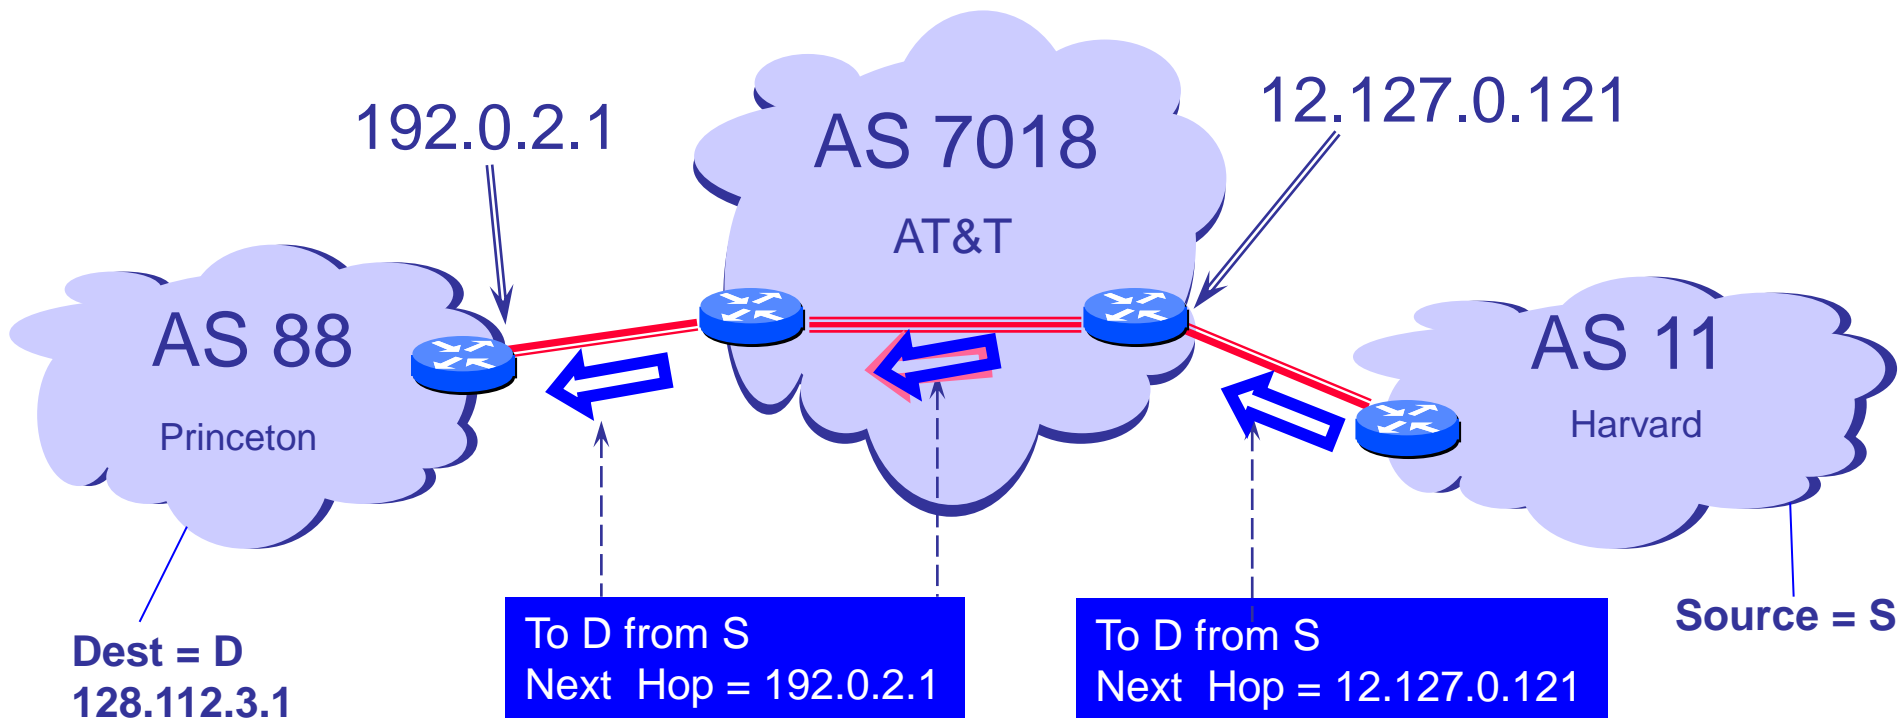 192.0.2.1
AS 7018
AT&T
12.127.0.121
AS 88
Princeton
AS 11
Harvard
Dest = D
128.112.3.1
To D from S
Next Hop = 192.0.2.1
To D from S
Next Hop = 12.127.0.121
Source = S